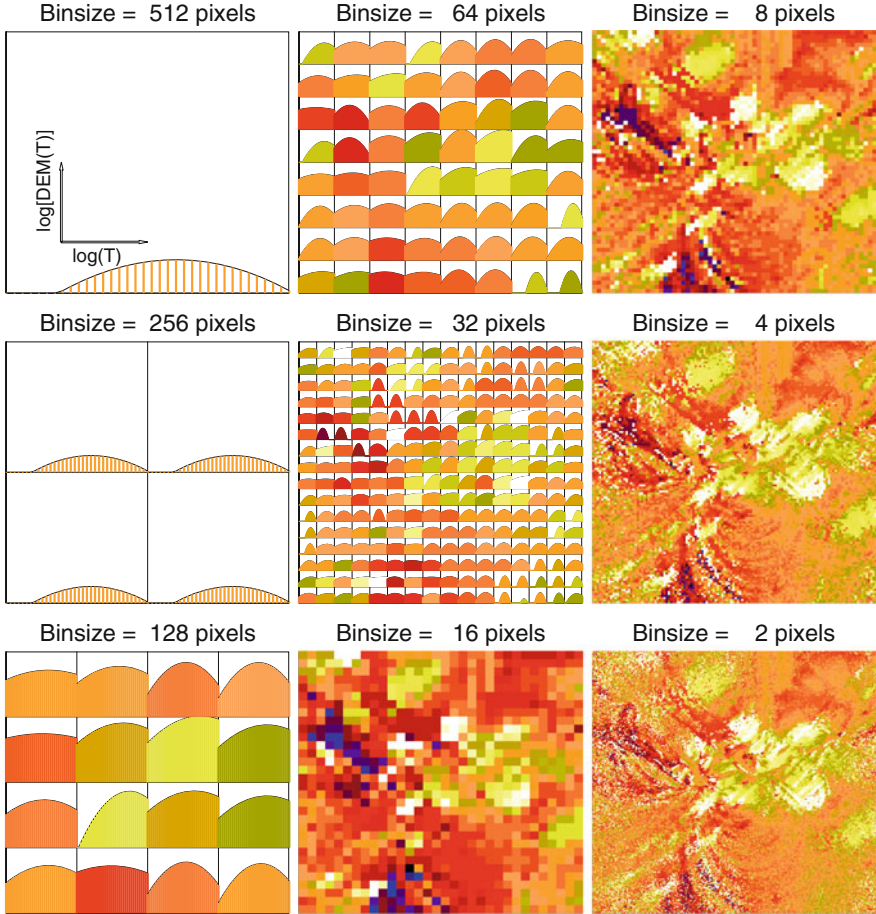 Binsize = 512 pixels
Binsize = 64 pixels
Binsize = 8 pixels
log[DEM(T)]
log(T)
Binsize = 256 pixels
Binsize = 32 pixels
Binsize = 4 pixels
Binsize = 128 pixels
Binsize = 16 pixels
Binsize = 2 pixels